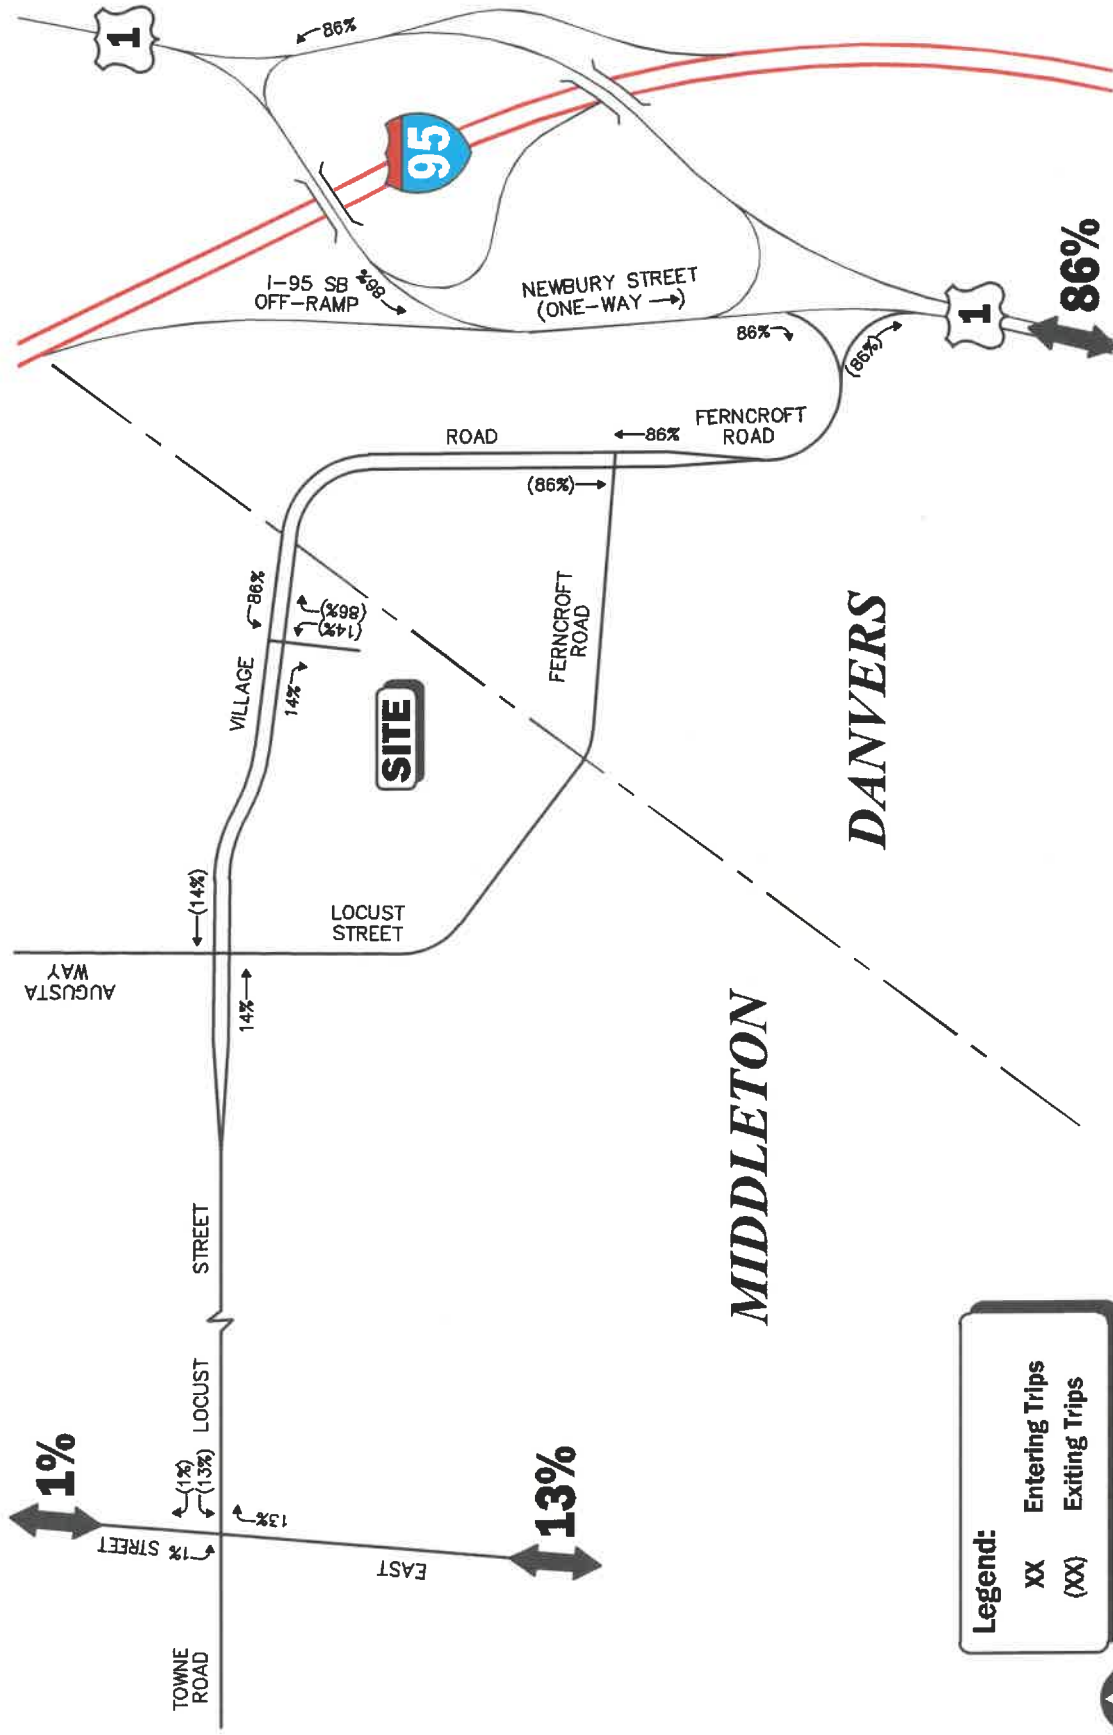 1
86%
95
I-95 SB
OFF-RAMP
86%
NEWBURY STREET
(ONE-WAY →)
86%
(86%)
1
86%
ROAD
86%
FERNCROFT
ROAD
(86%)
86%
(86%)
(14%)
VILLAGE
14%
FERNCROFT
ROAD
SITE
DANVERS
(14%)
LOCUST
STREET
AUGUSTA
WAY
14%
MIDDLETON
STREET
LOCUST
1%
(1%)
(13%)
13%
13%
STREET
1%
EAST
TOWNE
ROAD
Legend:
XX Entering Trips
(XX) Exiting Trips